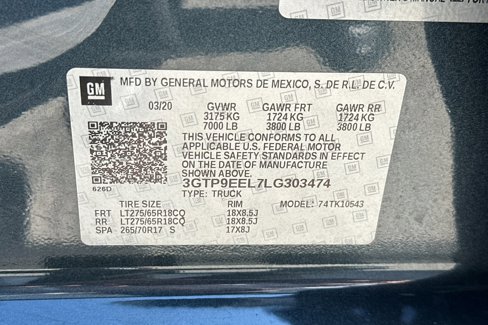 GM MFD BY GENERAL MOTORS DE MEXICO, S. DE R.L. DE C.V.
03/20 GVWR GAWR FRT GAWR RR
3175 KG 1724 KG 1724 KG
7000 LB 3800 LB 3800 LB
THIS VEHICLE CONFORMS TO ALL
APPLICABLE U.S. FEDERAL MOTOR
VEHICLE SAFETY STANDARDS IN EFFECT
ON THE DATE OF MANUFACTURE
SHOWN ABOVE.
626D 3GTP9EEL7LG303474
TYPE: TRUCK
TIRE SIZE RIM MODEL: 74TK10543
FRT LT275/65R18CQ 18X8.5J
RR LT275/65R18CQ 18X8.5J
SPA 265/70R17 S 17X8J